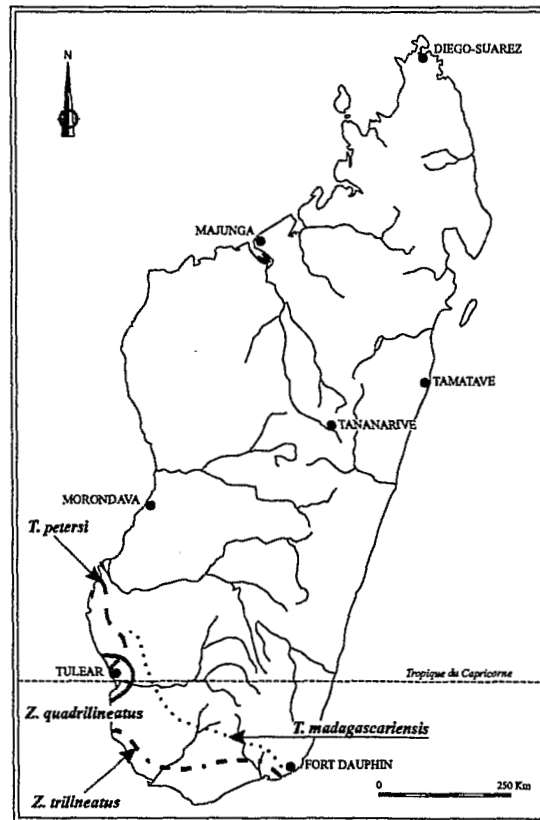 N
DIEGO-SUAREZ
MAJUNGA
TAMATAVE
TANANARIVE
MORONDAVA
T. petersi
TULEAR
Tropique du Capricorne
Z. quadrilineatus
T. madagascariensis
FORT DAUPHIN
Z. trilineatus
0 250 Km